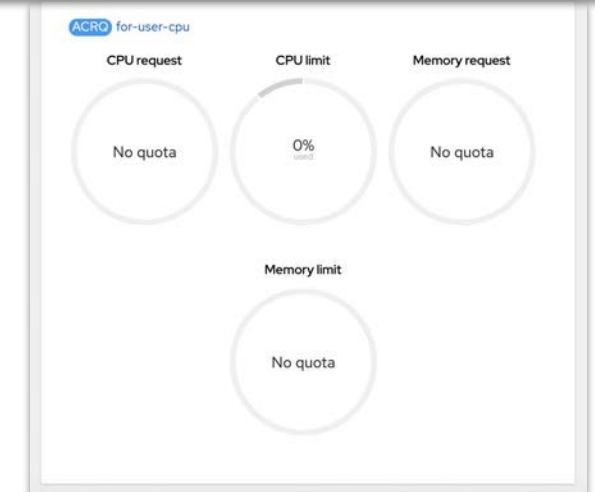 ACRQ for-user-cpu
CPU request CPU limit Memory request
No quota 0% No quota
used
Memory limit
No quota